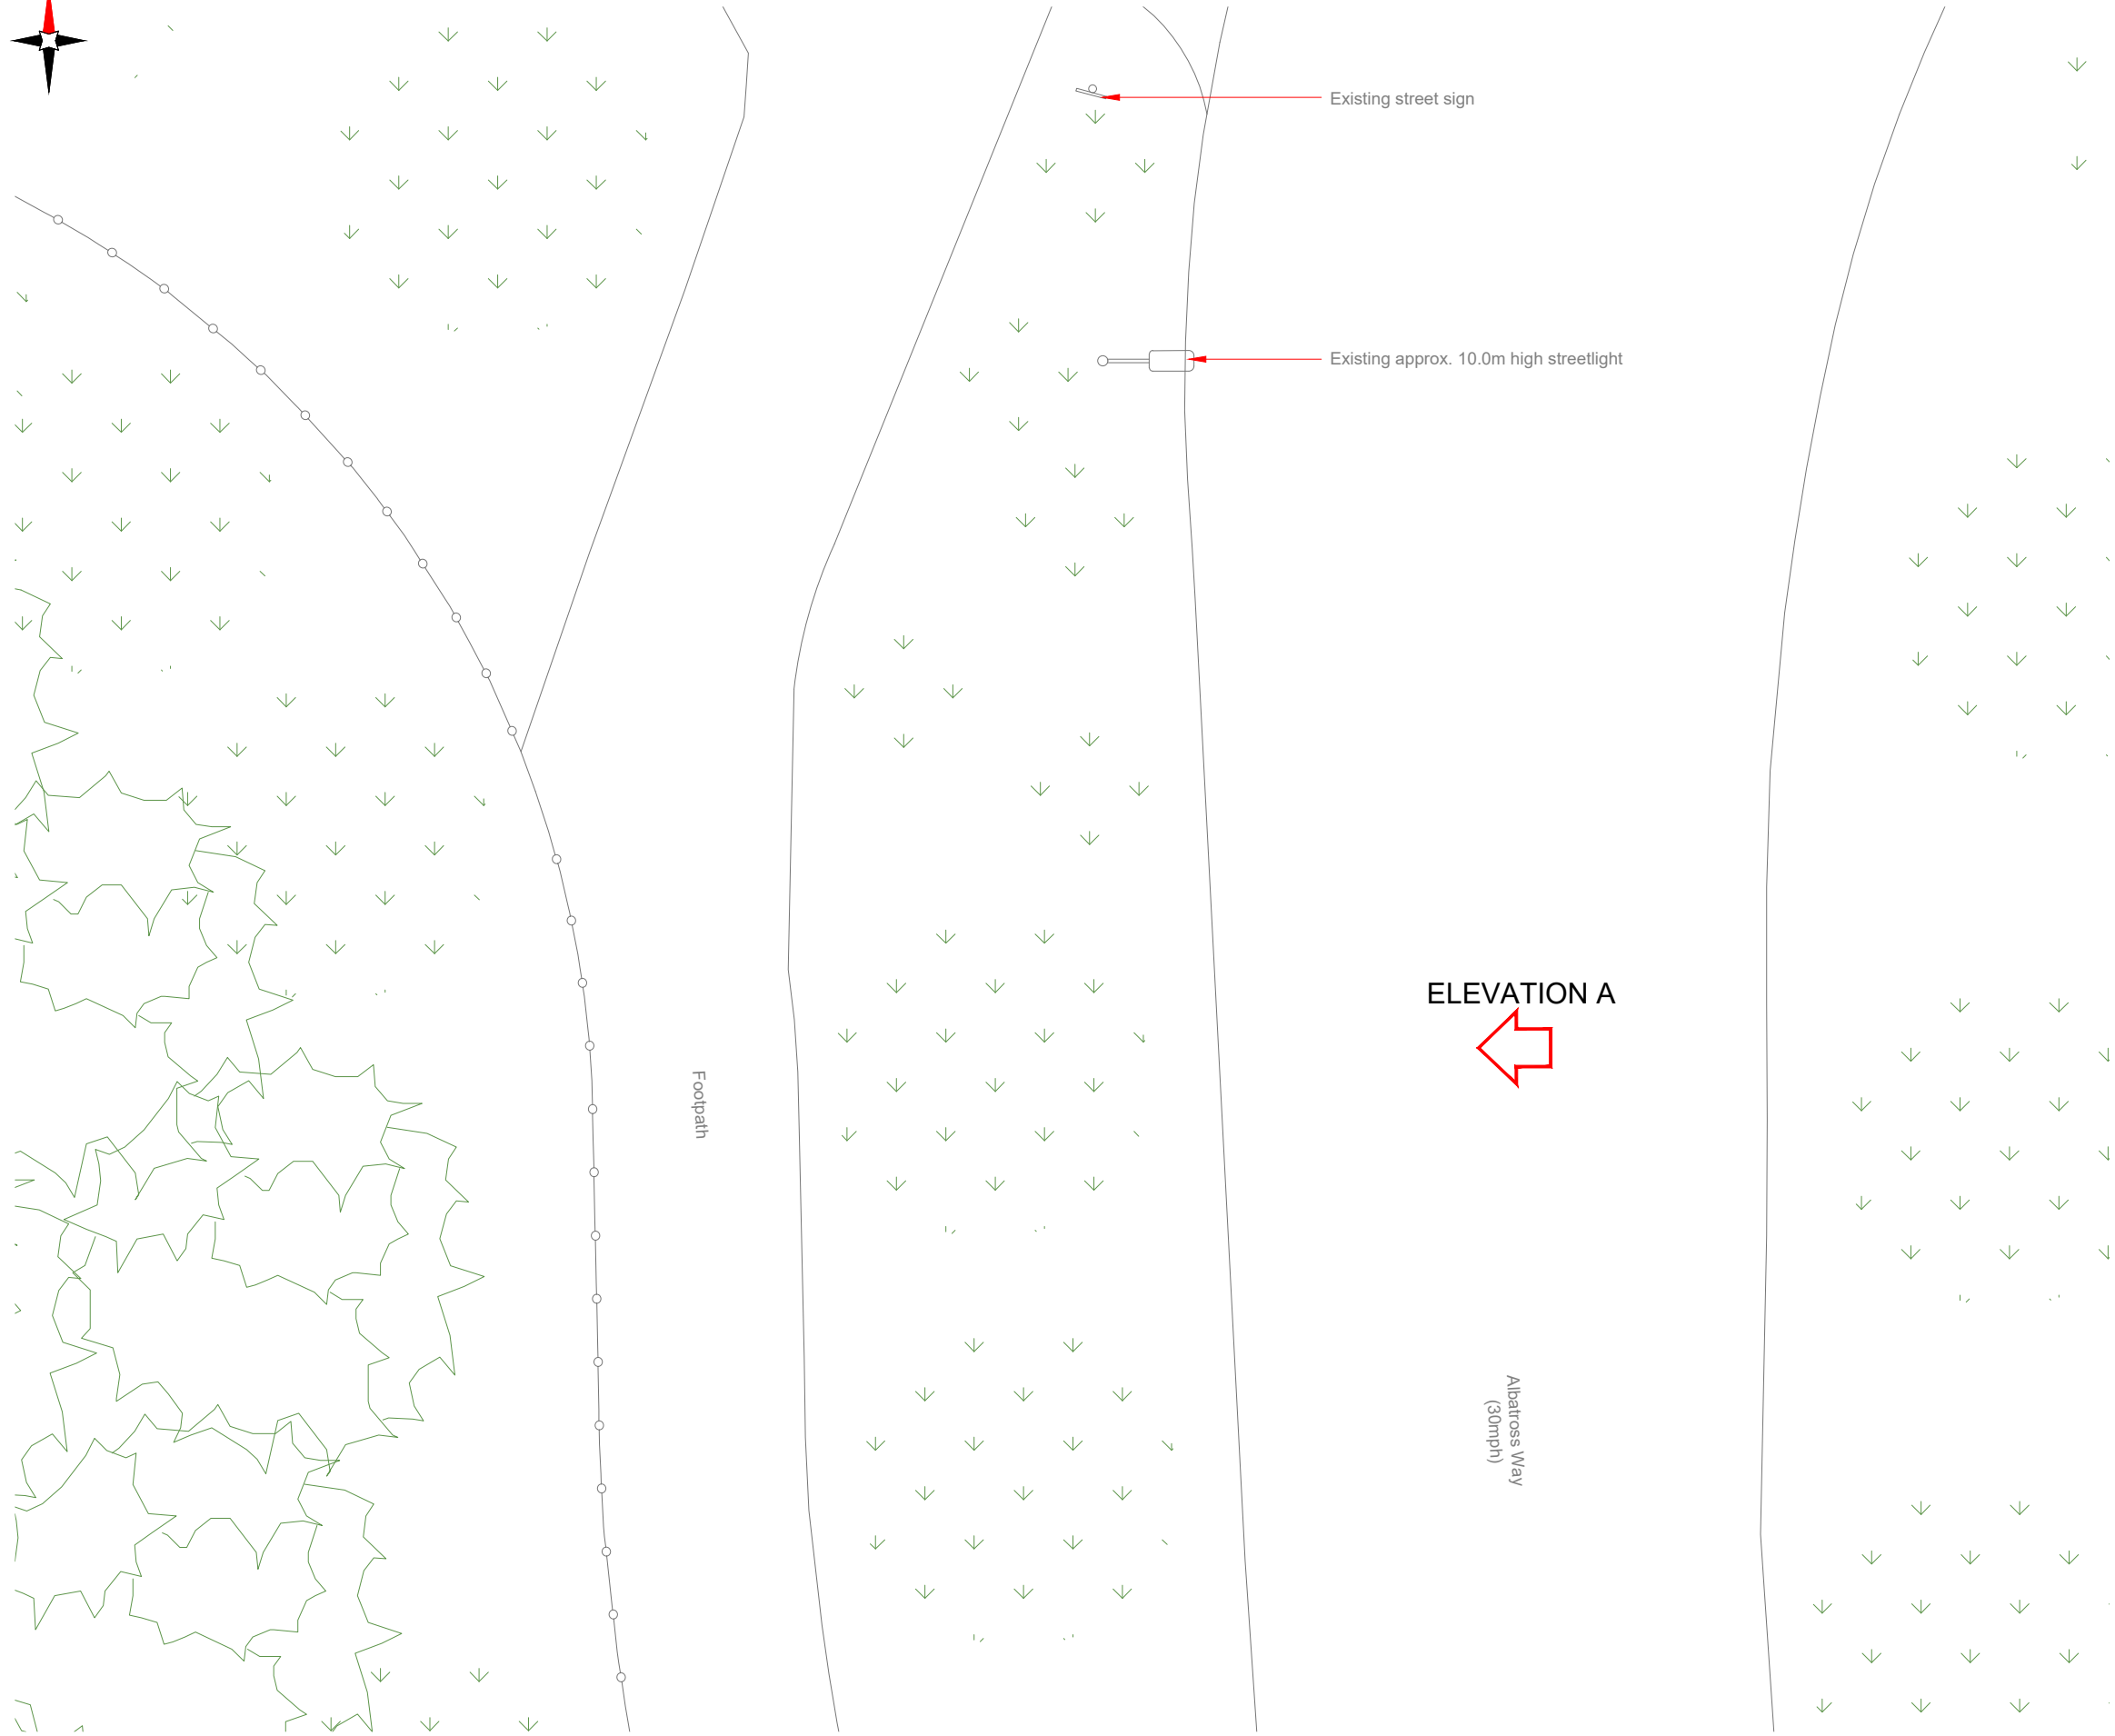 Existing street sign
Existing approx. 10.0m high streetlight
ELEVATION A
Footpath
Albatross Way
(30mph)